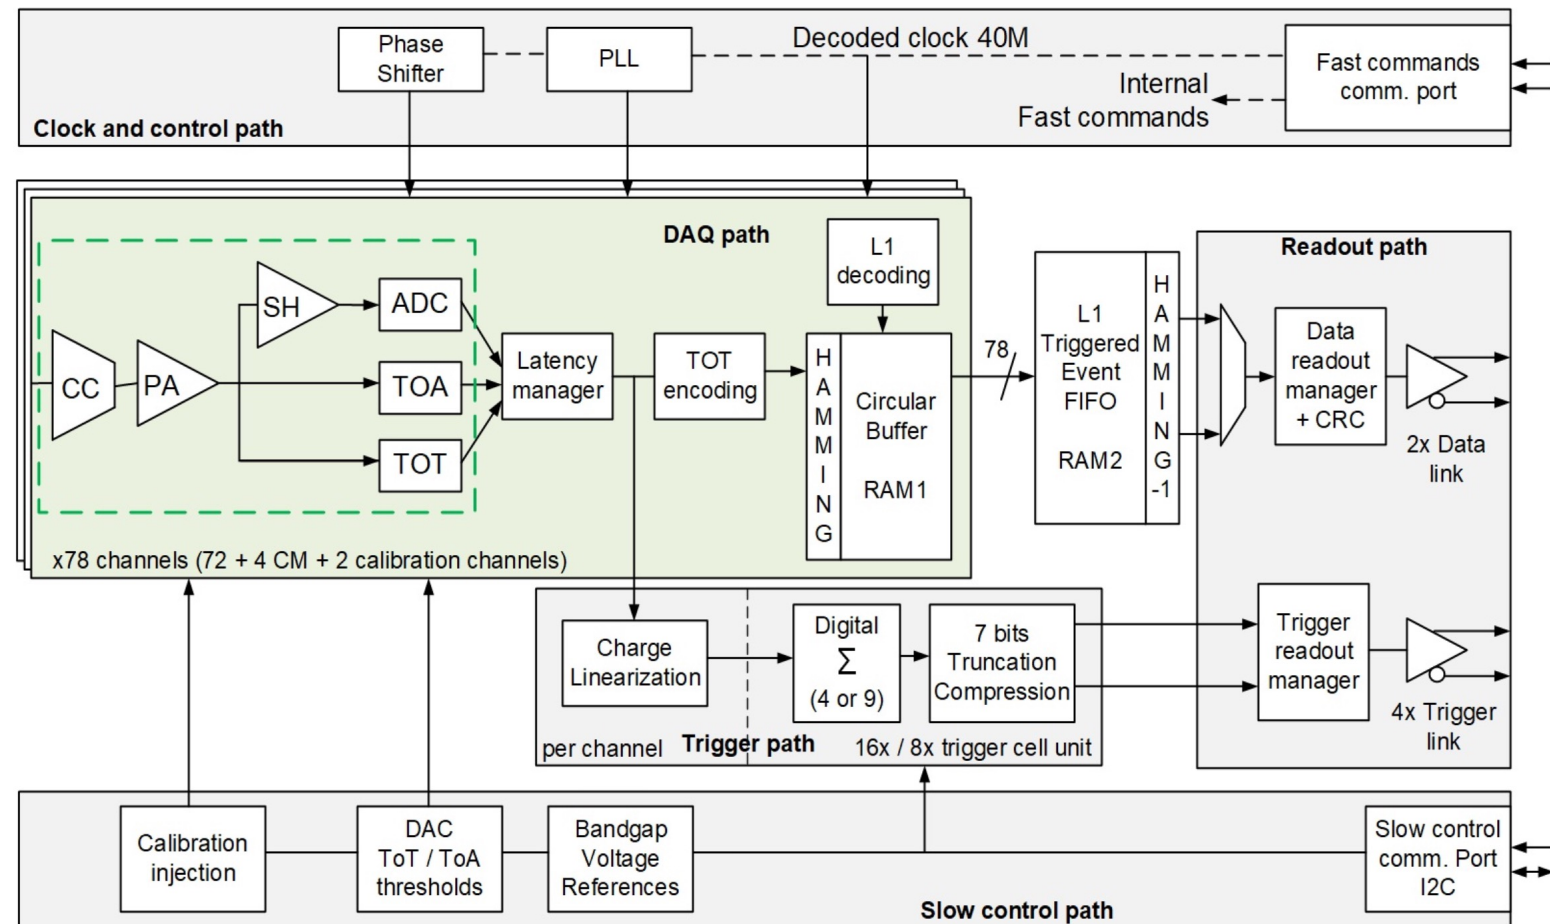 Phase
Shifter
PLL
Decoded clock 40M
Internal
Fast commands
Fast commands
comm. port
Clock and control path
DAQ path
L1
decoding
SH
ADC
CC
PA
TOA
TOT
Latency
manager
TOT
encoding
H
A
M
M
I
N
G
Circular
Buffer
RAM1
x78 channels (72 + 4 CM + 2 calibration channels)
78
L1
Triggered
Event
FIFO
RAM2
H
A
M
M
I
N
G
-1
Readout path
Data
readout
manager
+ CRC
2x Data
link
Charge
Linearization
Digital
Σ
(4 or 9)
7 bits
Truncation
Compression
per channel
Trigger path
16x / 8x trigger cell unit
Trigger
readout
manager
4x Trigger
link
Calibration
injection
DAC
ToT / ToA
thresholds
Bandgap
Voltage
References
Slow control
comm. Port
I2C
Slow control path